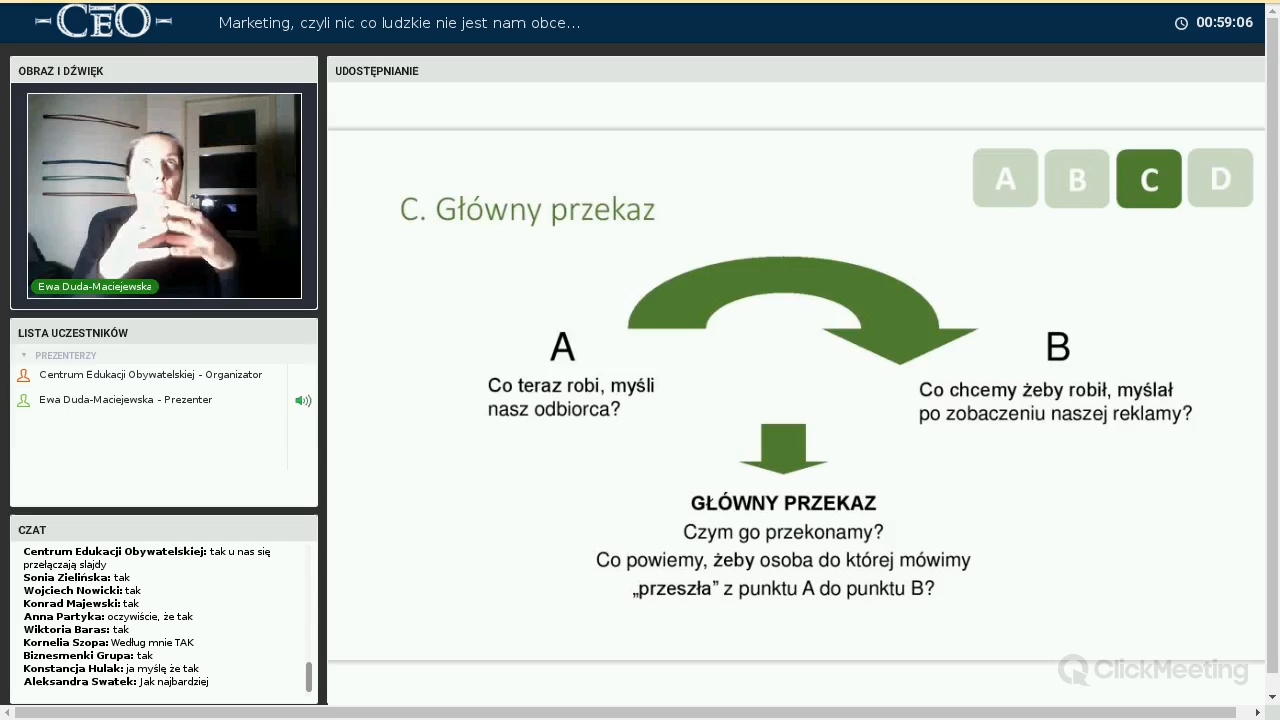 CEO
Marketing, czyli nic co ludzkie nie jest nam obce...
00:59:06
OBRAZ I DŹWIĘK
Ewa Duda-Maciejewska
LISTA UCZESTNIKÓW
PREZENTERZY
Centrum Edukacji Obywatelskiej - Organizator
Ewa Duda-Maciejewska - Prezenter
CZAT
Centrum Edukacji Obywatelskiej: tak u nas się
przełączają slajdy
Sonia Zielińska: tak
Wojciech Nowicki: tak
Konrad Majewski: tak
Anna Partyka: oczywiście, że tak
Wiktoria Baras: tak
Kornelia Szopa: Według mnie TAK
Biznesmenki Grupa: tak
Konstancja Hulak: ja myślę że tak
Aleksandra Swatek: Jak najbardziej
UDOSTĘPNIANIE
A B C D
C. Główny przekaz
A
Co teraz robi, myśli
nasz odbiorca?
B
Co chcemy żeby robił, myślał
po zobaczeniu naszej reklamy?
GŁÓWNY PRZEKAZ
Czym go przekonamy?
Co powiemy, żeby osoba do której mówimy
„przeszła” z punktu A do punktu B?
ClickMeeting